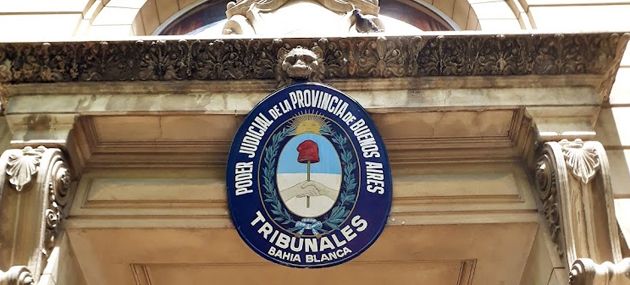 PODER JUDICIAL DE LA PROVINCIA DE BUENOS AIRES
TRIBUNALES
BAHIA BLANCA